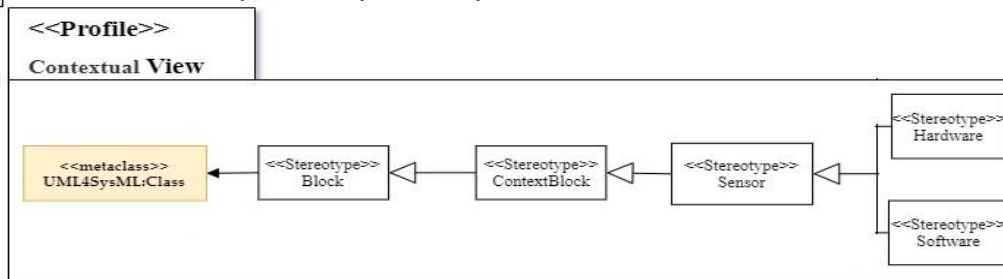 <<Profile>>
Contextual View
<<metaclass>>
UML4SysML:Class
<<Stereotype>>
Block
<<Stereotype>>
ContextBlock
<<Stereotype>>
Sensor
<<Stereotype>>
Hardware
<<Stereotype>>
Software